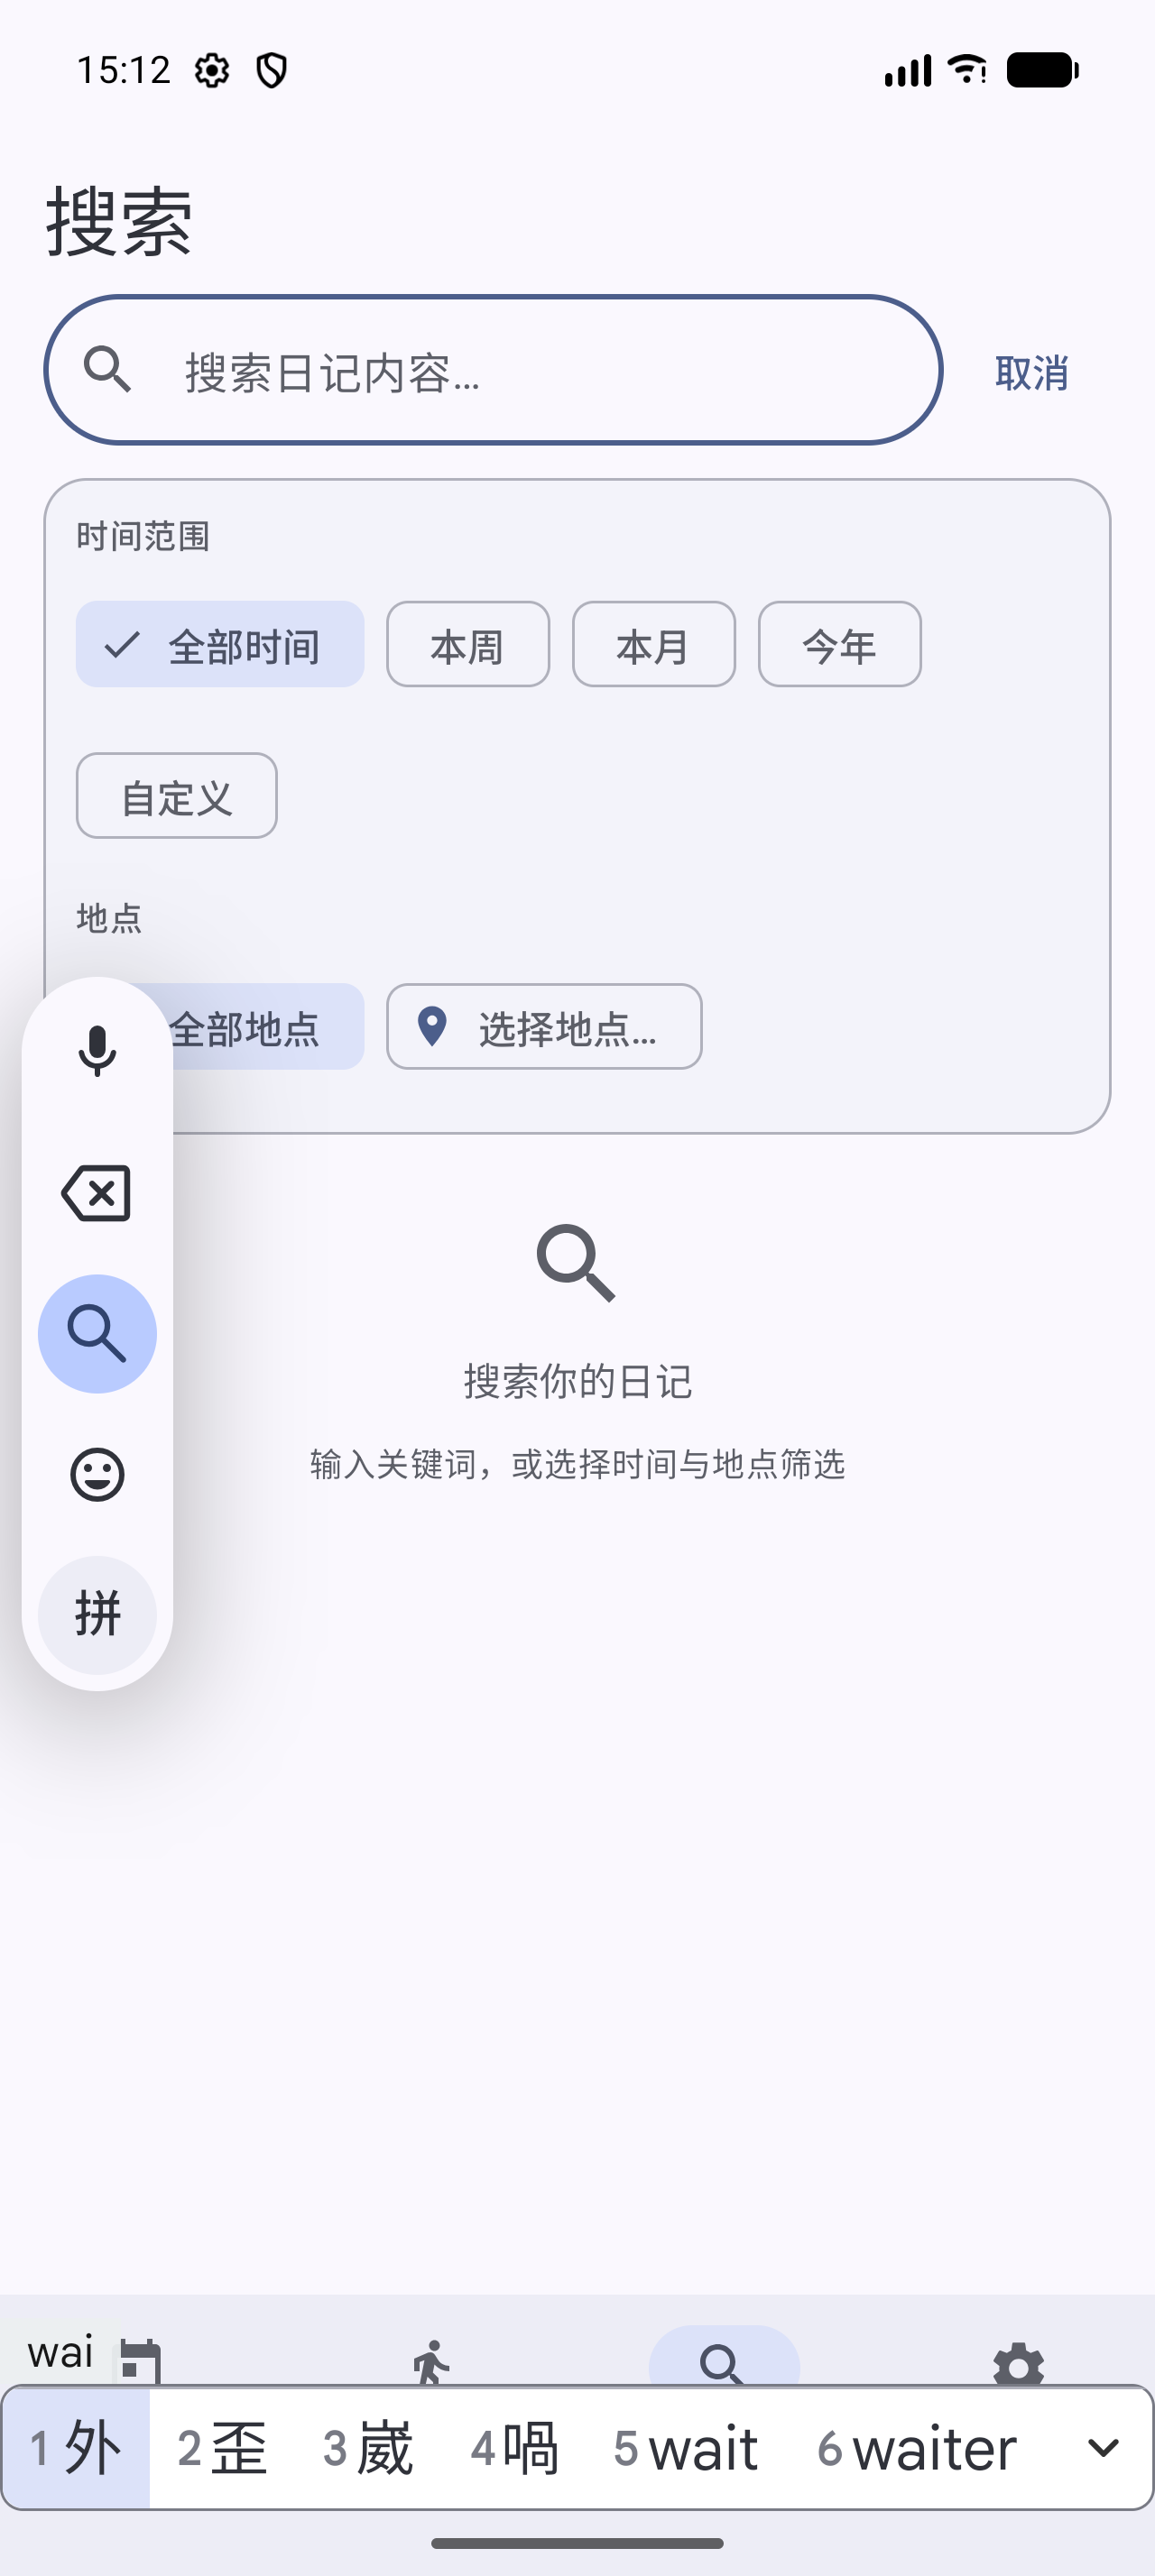 15:12
搜索
搜索日记内容…
取消
时间范围
全部时间
本周
本月
今年
自定义
地点
全部地点
选择地点…
搜索你的日记
输入关键词，或选择时间与地点筛选
拼
wai
1 外 2 歪 3 崴 4 喎 5 wait 6 waiter